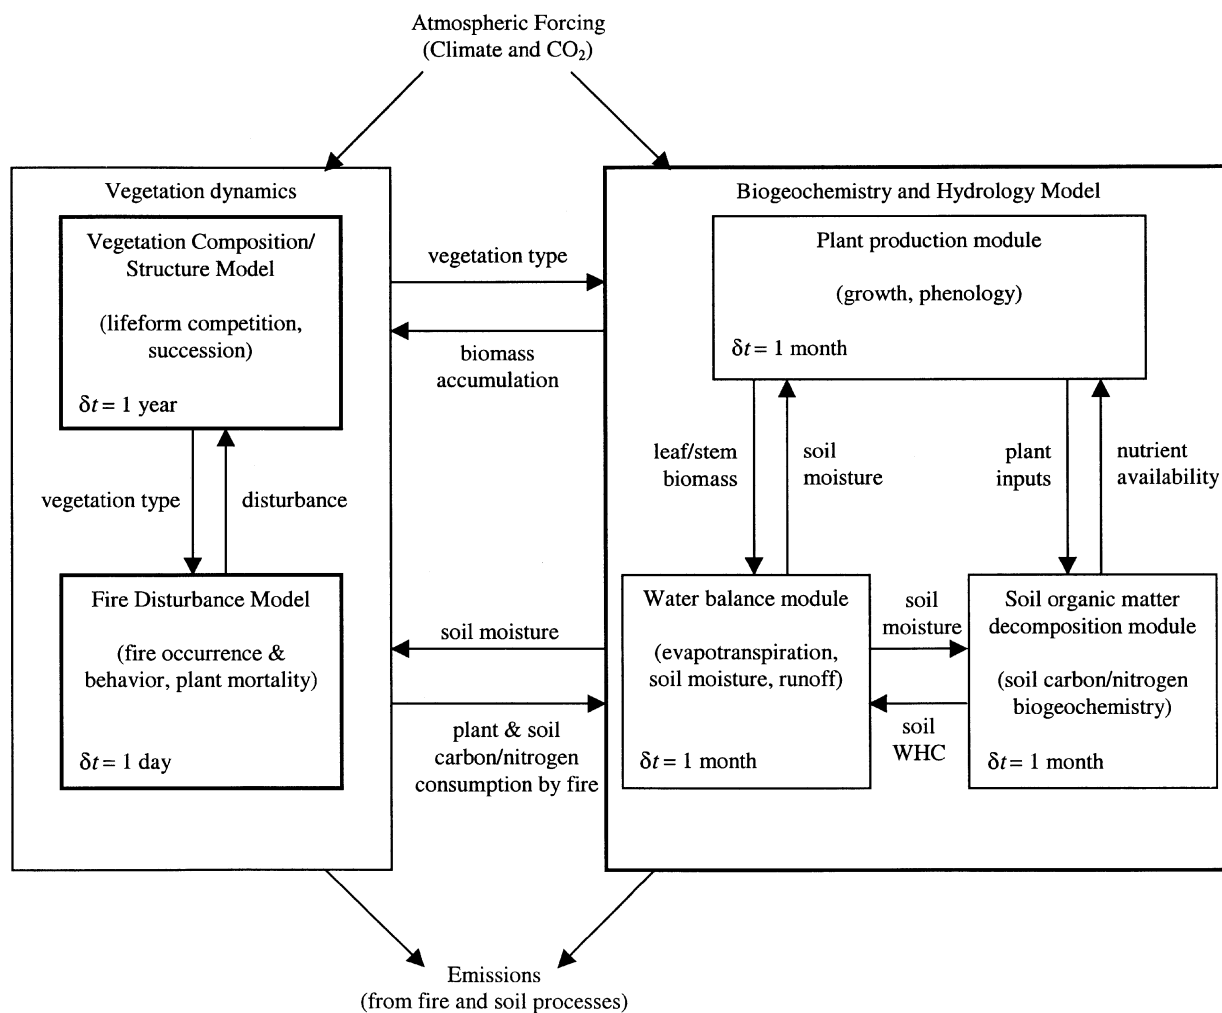 Atmospheric Forcing
(Climate and CO₂)
Vegetation dynamics
Vegetation Composition/
Structure Model
(lifeform competition,
succession)
δt = 1 year
vegetation type
disturbance
Fire Disturbance Model
(fire occurrence &
behavior, plant mortality)
δt = 1 day
vegetation type
biomass
accumulation
soil moisture
plant & soil
carbon/nitrogen
consumption by fire
Biogeochemistry and Hydrology Model
Plant production module
(growth, phenology)
δt = 1 month
leaf/stem
biomass
soil
moisture
plant
inputs
nutrient
availability
Water balance module
(evapotranspiration,
soil moisture, runoff)
δt = 1 month
soil
moisture
soil
WHC
Soil organic matter
decomposition module
(soil carbon/nitrogen
biogeochemistry)
δt = 1 month
Emissions
(from fire and soil processes)